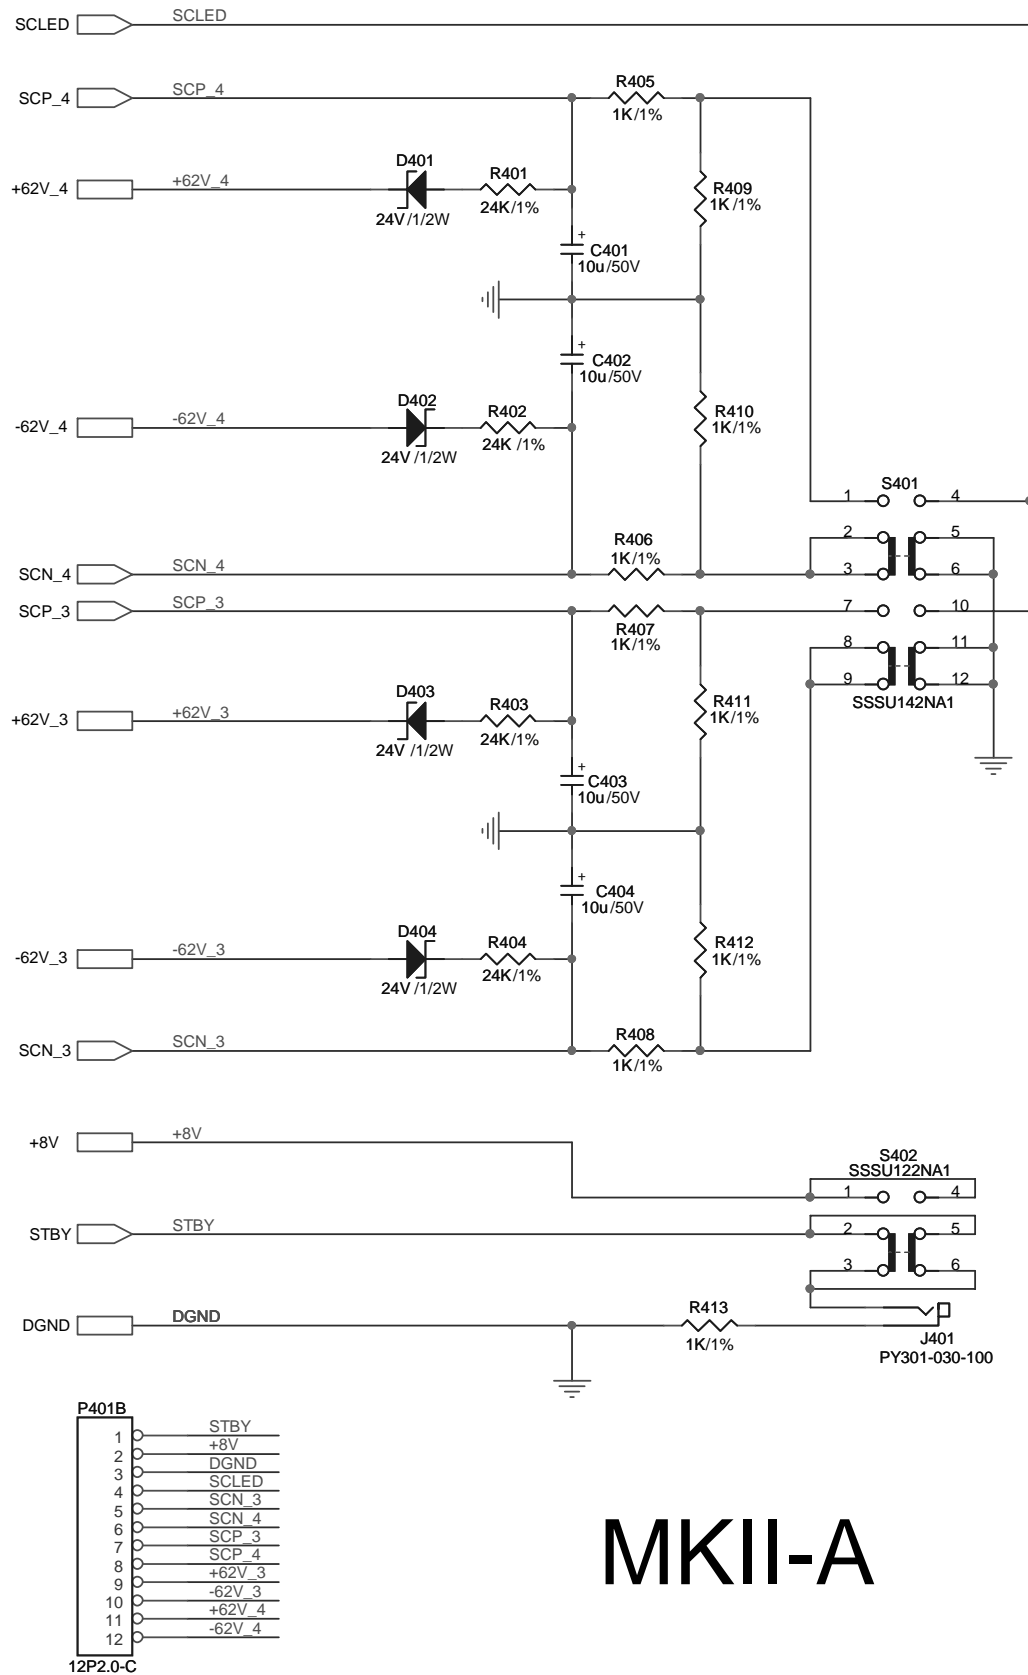 SCLED SCLED
SCP_4 SCP_4
R405
1K/1%
+62V_4 +62V_4
D401
24V/1/2W
R401
24K/1%
R409
1K/1%
+
C401
10u/50V
+
C402
10u/50V
-62V_4 -62V_4
D402
24V/1/2W
R402
24K/1%
R410
1K/1%
S401
1 4
2 5
3 6
7 10
8 11
9 12
SSSU142NA1
R406
1K/1%
SCN_4 SCN_4
SCP_3 SCP_3
R407
1K/1%
+62V_3 +62V_3
D403
24V/1/2W
R403
24K/1%
R411
1K/1%
+
C403
10u/50V
+
C404
10u/50V
-62V_3 -62V_3
D404
24V/1/2W
R404
24K/1%
R412
1K/1%
SCN_3 SCN_3
R408
1K/1%
+8V +8V
S402
SSSU122NA1
1 4
STBY STBY
2 5
3 6
DGND DGND
R413
1K/1%
J401
PY301-030-100
P401B
1 STBY
2 +8V
3 DGND
4 SCLED
5 SCN_3
6 SCN_4
7 SCP_3
8 SCP_4
9 +62V_3
10 -62V_3
11 +62V_4
12 -62V_4
12P2.0-C
MKII-A